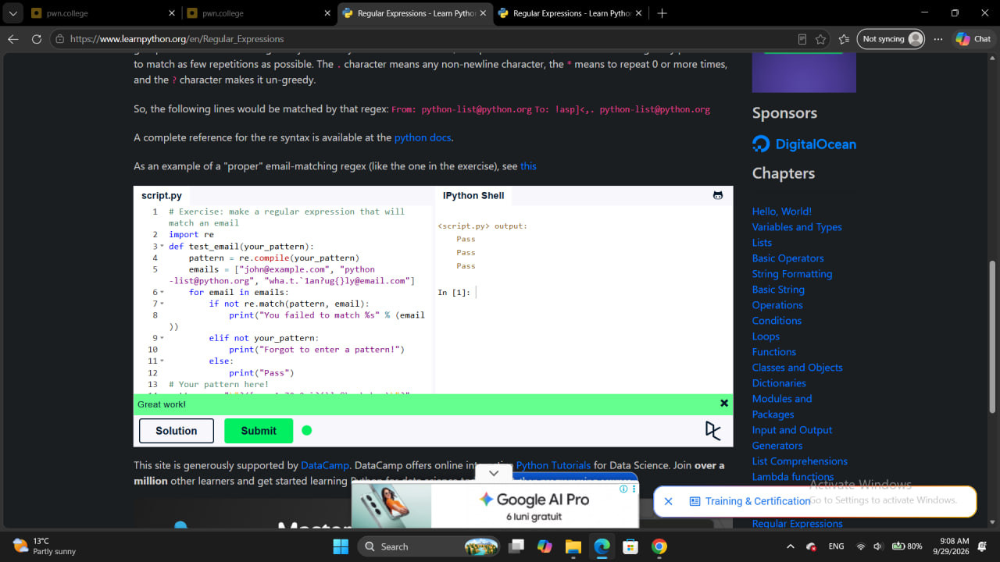 pwn.college
pwn.college
Regular Expressions - Learn Python
Regular Expressions - Learn Python
https://www.learnpython.org/en/Regular_Expressions
Not syncing
Chat
to match as few repetitions as possible. The . character means any non-newline character, the * means to repeat 0 or more times,
and the ? character makes it un-greedy.
So, the following lines would be matched by that regex: From: python-list@python.org To: !asp]<,. python-list@python.org
A complete reference for the re syntax is available at the python docs.
As an example of a "proper" email-matching regex (like the one in the exercise), see this
script.py
1 # Exercise: make a regular expression that will
match an email
2 import re
3 def test_email(your_pattern):
4 pattern = re.compile(your_pattern)
5 emails = ["john@example.com", "python
-list@python.org", "wha.t.`1an?ug{}ly@email.com"]
6 for email in emails:
7 if not re.match(pattern, email):
8 print("You failed to match %s" % (email
))
9 elif not your_pattern:
10 print("Forgot to enter a pattern!")
11 else:
12 print("Pass")
13 # Your pattern here!
IPython Shell
<script.py> output:
Pass
Pass
Pass
In [1]:
Great work!
Solution
Submit
This site is generously supported by DataCamp. DataCamp offers online Python Tutorials for Data Science. Join over a
million other learners and get started learning
Google AI Pro
6 luni gratuit
Sponsors
DigitalOcean
Chapters
Hello, World!
Variables and Types
Lists
Basic Operators
String Formatting
Basic String
Operations
Conditions
Loops
Functions
Classes and Objects
Dictionaries
Modules and
Packages
Input and Output
Generators
List Comprehensions
Lambda functions
Regular Expressions
Training & Certification
Activate Windows
Go to Settings to activate Windows.
13°C
Partly sunny
Search
ENG
80%
9:08 AM
9/29/2026